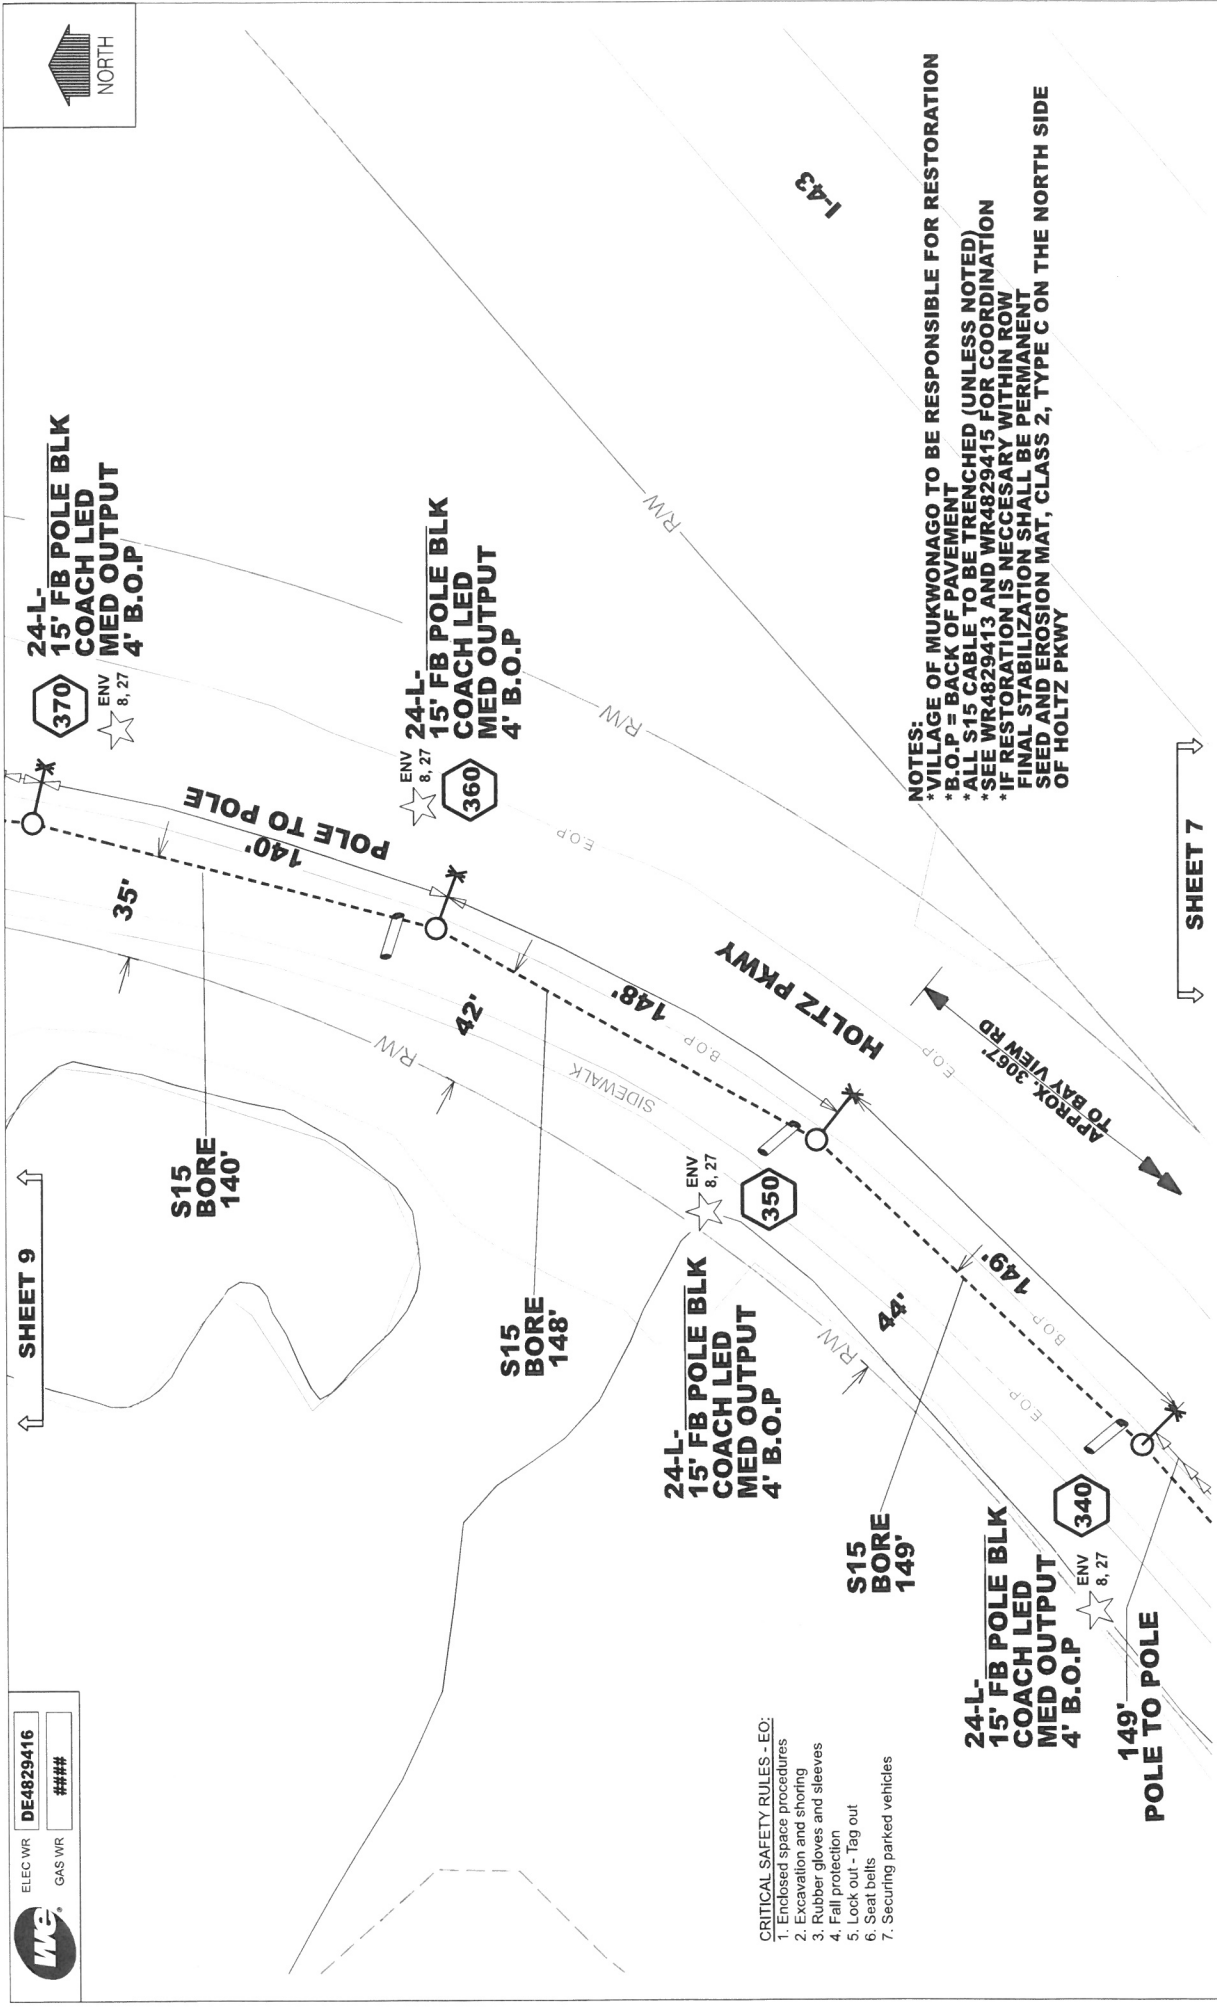 ELEC WR DE4829416
GAS WR ####
We®
NORTH
SHEET 9
24-L-
15' FB POLE BLK
COACH LED
MED OUTPUT
4' B.O.P
370
ENV
8, 27
35'
140'
POLE TO POLE
S15
BORE
140'
24-L-
15' FB POLE BLK
COACH LED
MED OUTPUT
4' B.O.P
ENV
8, 27
360
R/W
42'
148'
B.O.P
SIDEWALK
S15
BORE
148'
R/W
R/W
E.O.P
HOLTZ PKWY
I-43
24-L-
15' FB POLE BLK
COACH LED
MED OUTPUT
4' B.O.P
ENV
8, 27
350
R/W
44'
149'
B.O.P
E.O.P
E.O.P
S15
BORE
149'
APPROX. 3067'
TO BAY VIEW RD
24-L-
15' FB POLE BLK
COACH LED
MED OUTPUT
4' B.O.P
340
ENV
8, 27
149'
POLE TO POLE
CRITICAL SAFETY RULES - EO:
1. Enclosed space procedures
2. Excavation and shoring
3. Rubber gloves and sleeves
4. Fall protection
5. Lock out - Tag out
6. Seat belts
7. Securing parked vehicles
NOTES:
*VILLAGE OF MUKWONAGO TO BE RESPONSIBLE FOR RESTORATION
*B.O.P = BACK OF PAVEMENT
*ALL S15 CABLE TO BE TRENCHED (UNLESS NOTED)
*SEE WR4829413 AND WR4829415 FOR COORDINATION
*IF RESTORATION IS NECCESARY WITHIN ROW
FINAL STABILIZATION SHALL BE PERMANENT
SEED AND EROSION MAT, CLASS 2, TYPE C ON THE NORTH SIDE
OF HOLTZ PKWY
SHEET 7